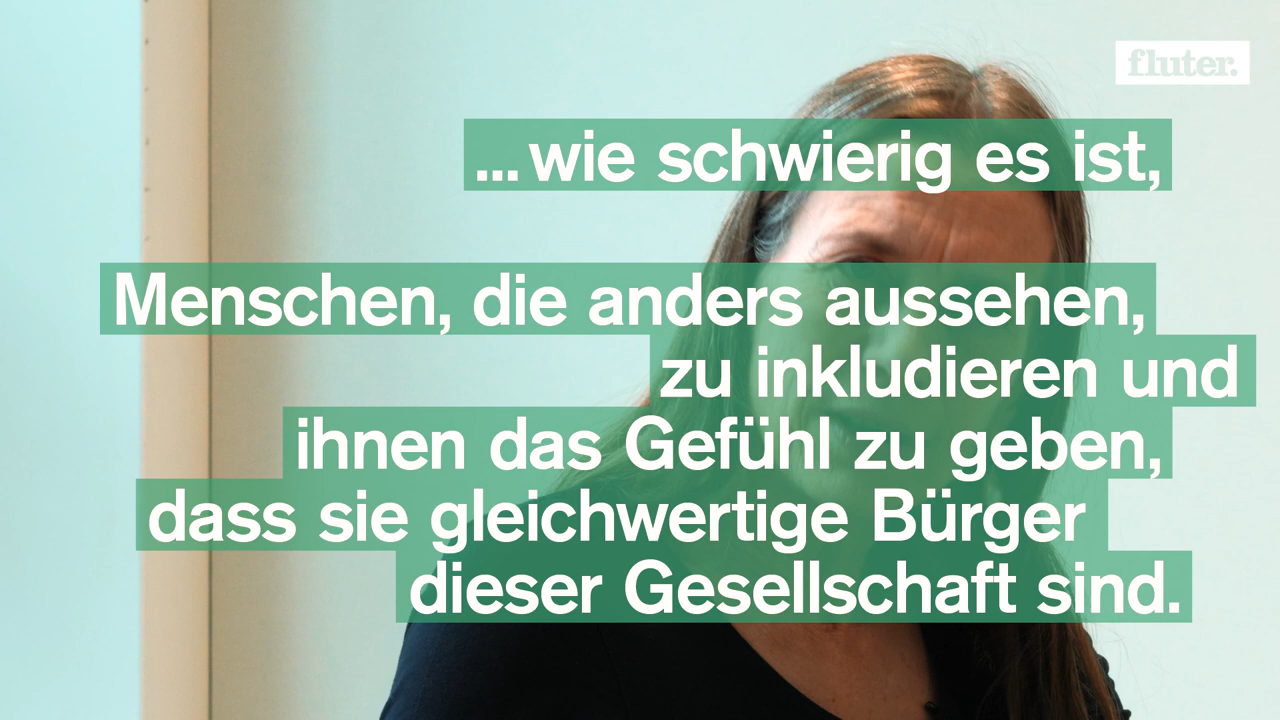 fluter.
... wie schwierig es ist,
Menschen, die anders aussehen,
zu inkludieren und
ihnen das Gefühl zu geben,
dass sie gleichwertige Bürger
dieser Gesellschaft sind.